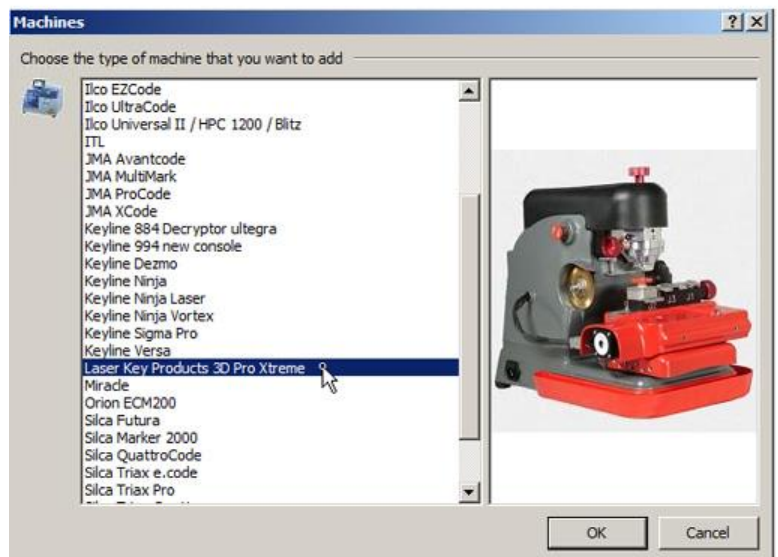 Machines
Choose the type of machine that you want to add
Ilco EZCode
Ilco UltraCode
Ilco Universal II / HPC 1200 / Blitz
ITL
JMA Avantcode
JMA MultiMark
JMA ProCode
JMA XCode
Keyline 884 Decryptor ultegra
Keyline 994 new console
Keyline Dezmo
Keyline Ninja
Keyline Ninja Laser
Keyline Ninja Vortex
Keyline Sigma Pro
Keyline Versa
Laser Key Products 3D Pro Xtreme
Miracle
Orion ECM200
Silca Futura
Silca Marker 2000
Silca QuattroCode
Silca Triax e.code
Silca Triax Pro
OK
Cancel